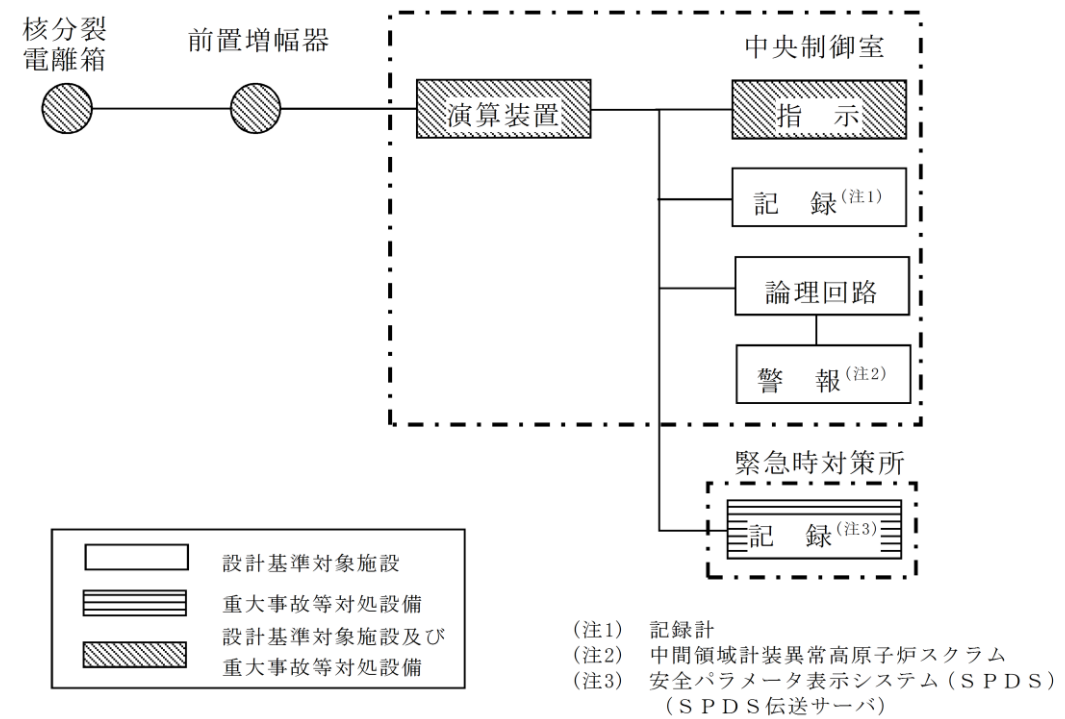 核分裂
電離箱
前置増幅器
中央制御室
演算装置
指　示
記　録(注1)
論理回路
警　報(注2)
緊急時対策所
記　録(注3)
設計基準対象施設
重大事故等対処設備
設計基準対象施設及び
重大事故等対処設備
(注1)　記録計
(注2)　中間領域計装異常高原子炉スクラム
(注3)　安全パラメータ表示システム(ＳＰＤＳ)
(ＳＰＤＳ伝送サーバ)